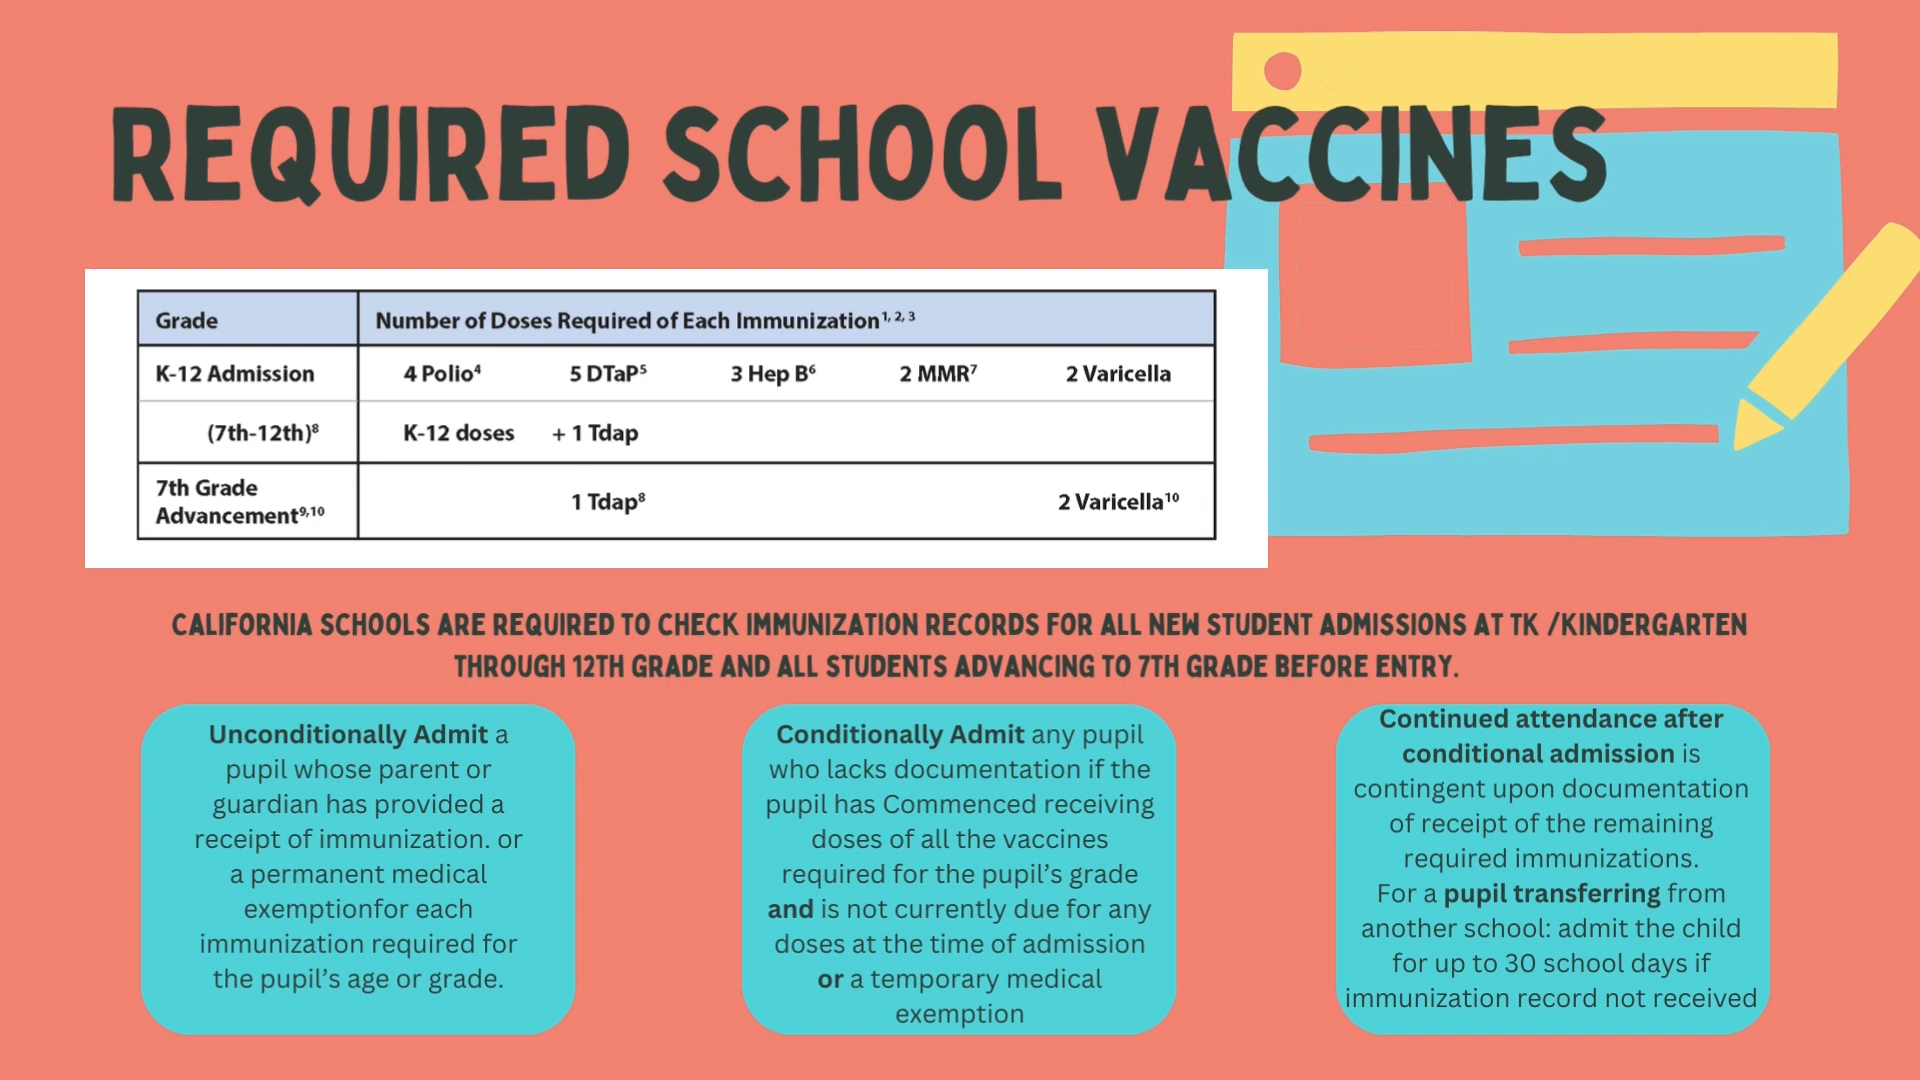 REQUIRED SCHOOL VACCINES
Grade Number of Doses Required of Each Immunization1, 2, 3
K-12 Admission 4 Polio4 5 DTaP5 3 Hep B6 2 MMR7 2 Varicella
(7th-12th)8 K-12 doses + 1 Tdap
7th Grade
Advancement9,10 1 Tdap8 2 Varicella10
CALIFORNIA SCHOOLS ARE REQUIRED TO CHECK IMMUNIZATION RECORDS FOR ALL NEW STUDENT ADMISSIONS AT TK /KINDERGARTEN
THROUGH 12TH GRADE AND ALL STUDENTS ADVANCING TO 7TH GRADE BEFORE ENTRY.
Unconditionally Admit a
pupil whose parent or
guardian has provided a
receipt of immunization. or
a permanent medical
exemptionfor each
immunization required for
the pupil's age or grade.
Conditionally Admit any pupil
who lacks documentation if the
pupil has Commenced receiving
doses of all the vaccines
required for the pupil's grade
and is not currently due for any
doses at the time of admission
or a temporary medical
exemption
Continued attendance after
conditional admission is
contingent upon documentation
of receipt of the remaining
required immunizations.
For a pupil transferring from
another school: admit the child
for up to 30 school days if
immunization record not received